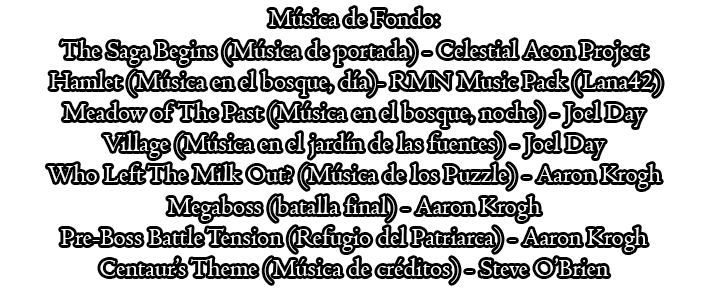 Música de Fondo:
The Saga Begins (Música de portada) - Celestial Aeon Project
Hamlet (Música en el bosque, día)- RMN Music Pack (Lana42)
Meadow of The Past (Música en el bosque, noche) - Joel Day
Village (Música en el jardín de las fuentes) - Joel Day
Who Left The Milk Out? (Música de los Puzzle) - Aaron Krogh
Megaboss (batalla final) - Aaron Krogh
Pre-Boss Battle Tension (Refugio del Patriarca) - Aaron Krogh
Centaur's Theme (Música de créditos) - Steve O'Brien